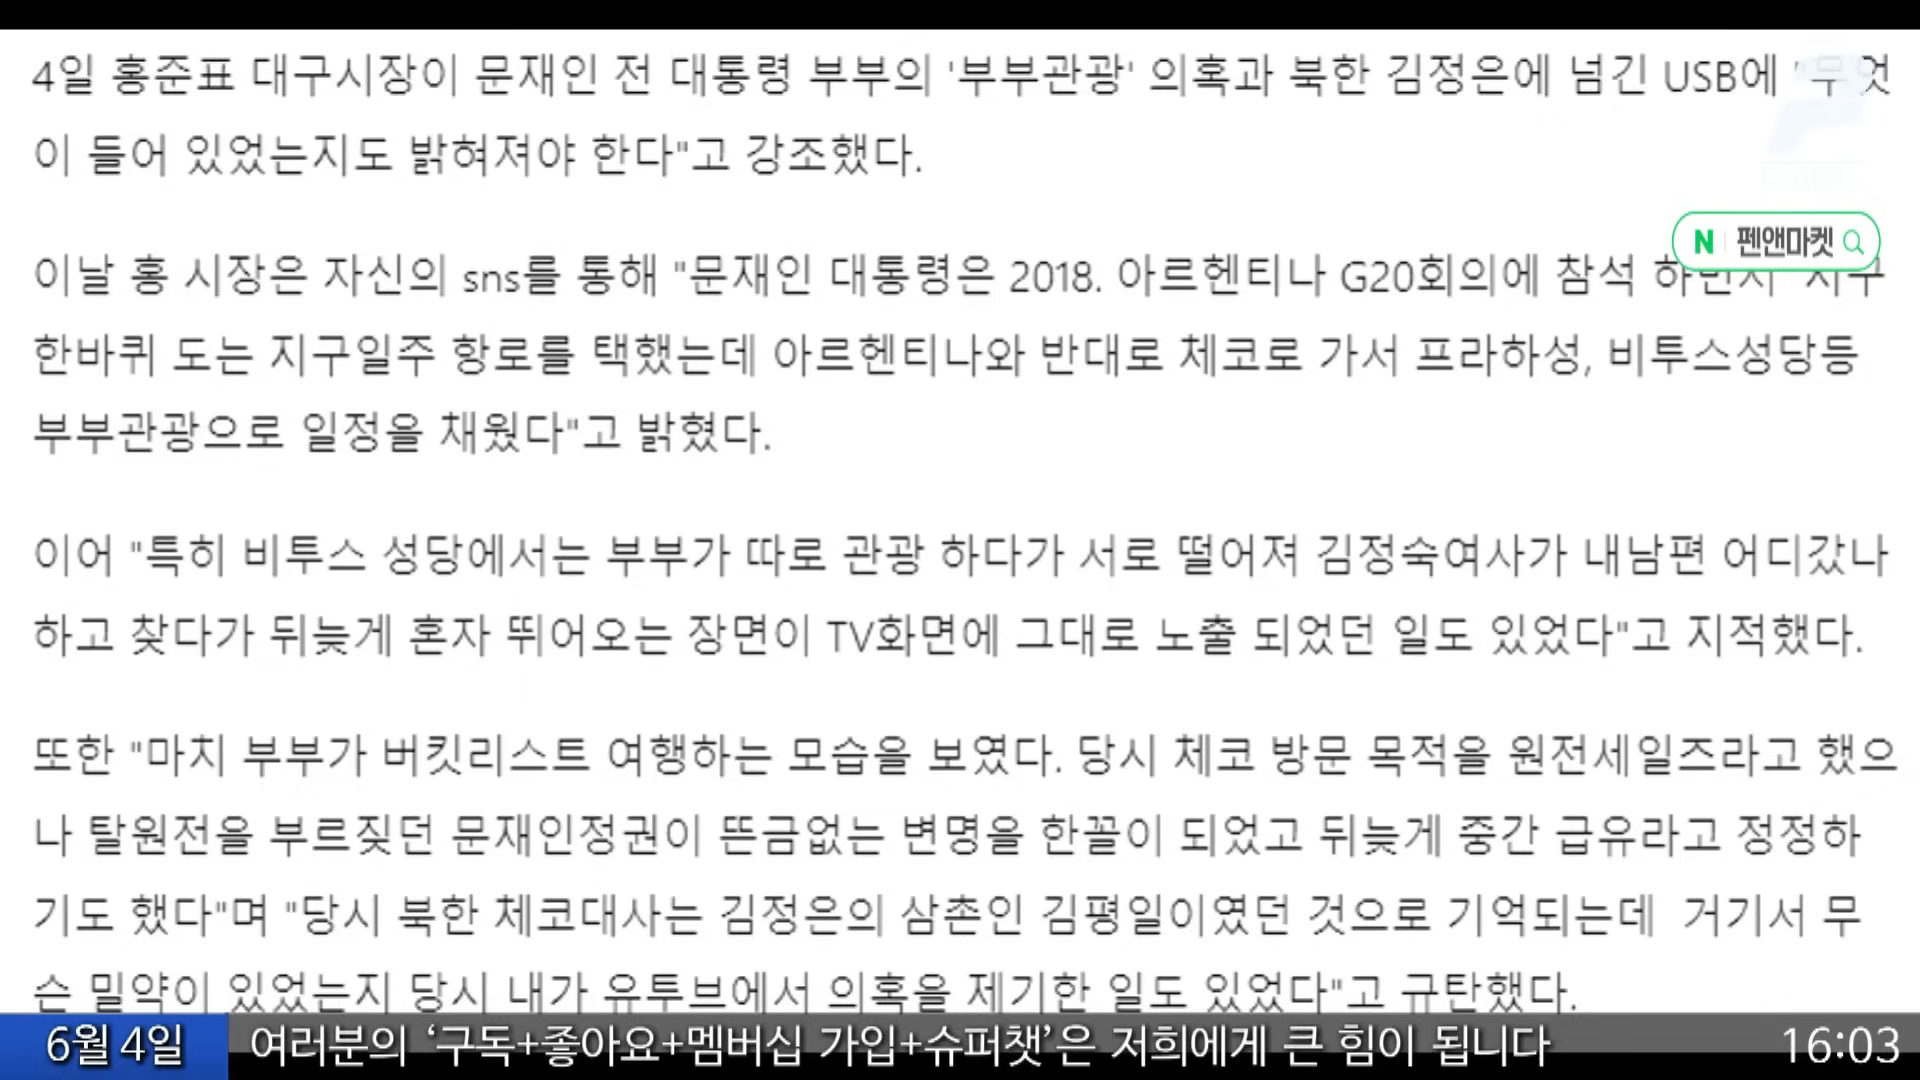 4일 홍준표 대구시장이 문재인 전 대통령 부부의 '부부관광' 의혹과 북한 김정은에 넘긴 USB에 "무엇
이 들어 있었는지도 밝혀져야 한다"고 강조했다.
N 펜앤마켓
이날 홍 시장은 자신의 sns를 통해 "문재인 대통령은 2018. 아르헨티나 G20회의에 참석 하면서 지구
한바퀴 도는 지구일주 항로를 택했는데 아르헨티나와 반대로 체코로 가서 프라하성, 비투스성당등
부부관광으로 일정을 채웠다"고 밝혔다.
이어 "특히 비투스 성당에서는 부부가 따로 관광 하다가 서로 떨어져 김정숙여사가 내남편 어디갔나
하고 찾다가 뒤늦게 혼자 뛰어오는 장면이 TV화면에 그대로 노출 되었던 일도 있었다"고 지적했다.
또한 "마치 부부가 버킷리스트 여행하는 모습을 보였다. 당시 체코 방문 목적을 원전세일즈라고 했으
나 탈원전을 부르짖던 문재인정권이 뜬금없는 변명을 한꼴이 되었고 뒤늦게 중간 급유라고 정정하
기도 했다"며 "당시 북한 체코대사는 김정은의 삼촌인 김평일이였던 것으로 기억되는데 거기서 무
슨 밀약이 있었는지 당시 내가 유투브에서 의혹을 제기한 일도 있었다"고 규탄했다.
6월 4일 여러분의 ‘구독+좋아요+멤버십 가입+슈퍼챗’은 저희에게 큰 힘이 됩니다 16:03